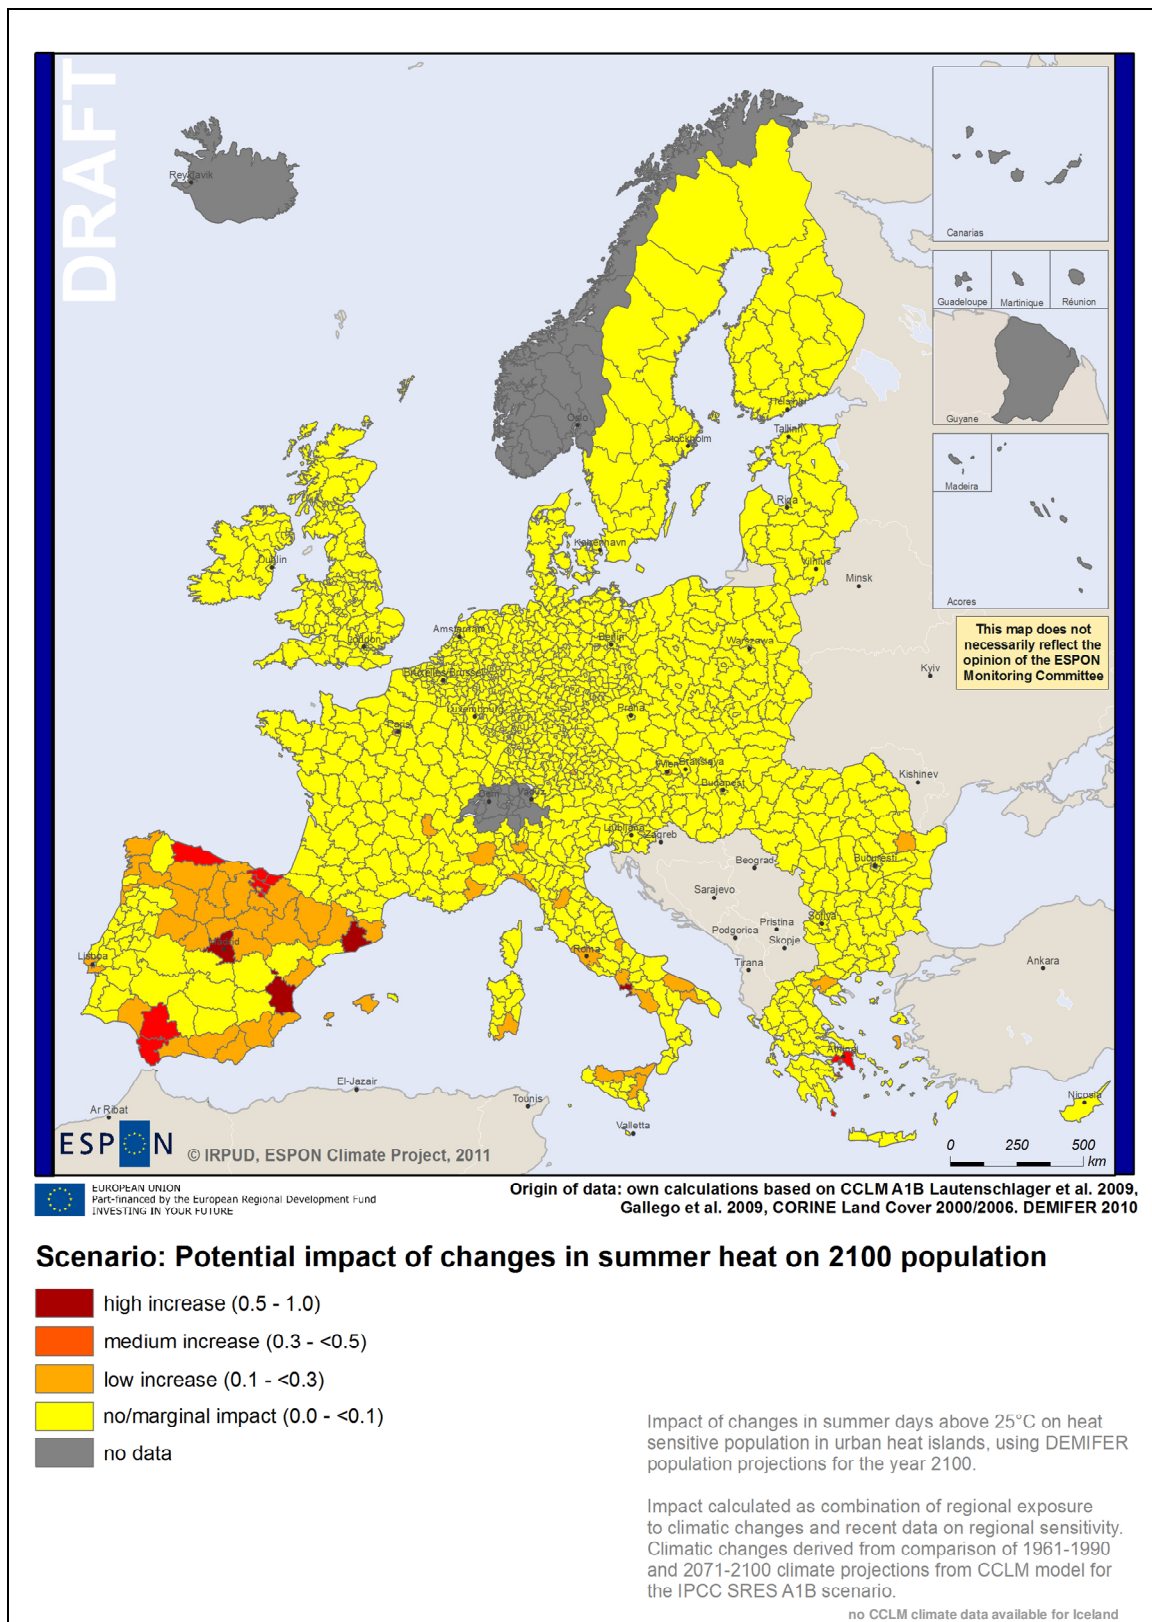 DRAFT
Reykjavik
Canarias
Guadeloupe
Martinique
Réunion
Guyane
Madeira
Acores
This map does not
necessarily reflect the
opinion of the ESPON
Monitoring Committee
Oslo
Helsinki
Stockholm
Tallinn
Riga
København
Vilnius
Minsk
Dublin
London
Amsterdam
Berlin
Warszawa
Kyiv
Bruxelles/Brussel
Luxembourg
Praha
Paris
Wien
Bratislava
Budapest
Kishinev
Bern
Vaduz
Ljubljana
Zagreb
Beograd
Bucuresti
Sarajevo
Pristina
Sofiya
Podgorica
Skopje
Tirana
Ankara
Madrid
Lisboa
Roma
Athinai
Nicosia
El-Jazair
Tounis
Ar Ribat
Valletta
ESPON
© IRPUD, ESPON Climate Project, 2011
0 250 500
km
EUROPEAN UNION
Part-financed by the European Regional Development Fund
INVESTING IN YOUR FUTURE
Origin of data: own calculations based on CCLM A1B Lautenschlager et al. 2009,
Gallego et al. 2009, CORINE Land Cover 2000/2006. DEMIFER 2010
Scenario: Potential impact of changes in summer heat on 2100 population
high increase (0.5 - 1.0)
medium increase (0.3 - <0.5)
low increase (0.1 - <0.3)
no/marginal impact (0.0 - <0.1)
no data
Impact of changes in summer days above 25°C on heat
sensitive population in urban heat islands, using DEMIFER
population projections for the year 2100.
Impact calculated as combination of regional exposure
to climatic changes and recent data on regional sensitivity.
Climatic changes derived from comparison of 1961-1990
and 2071-2100 climate projections from CCLM model for
the IPCC SRES A1B scenario.
no CCLM climate data available for Iceland